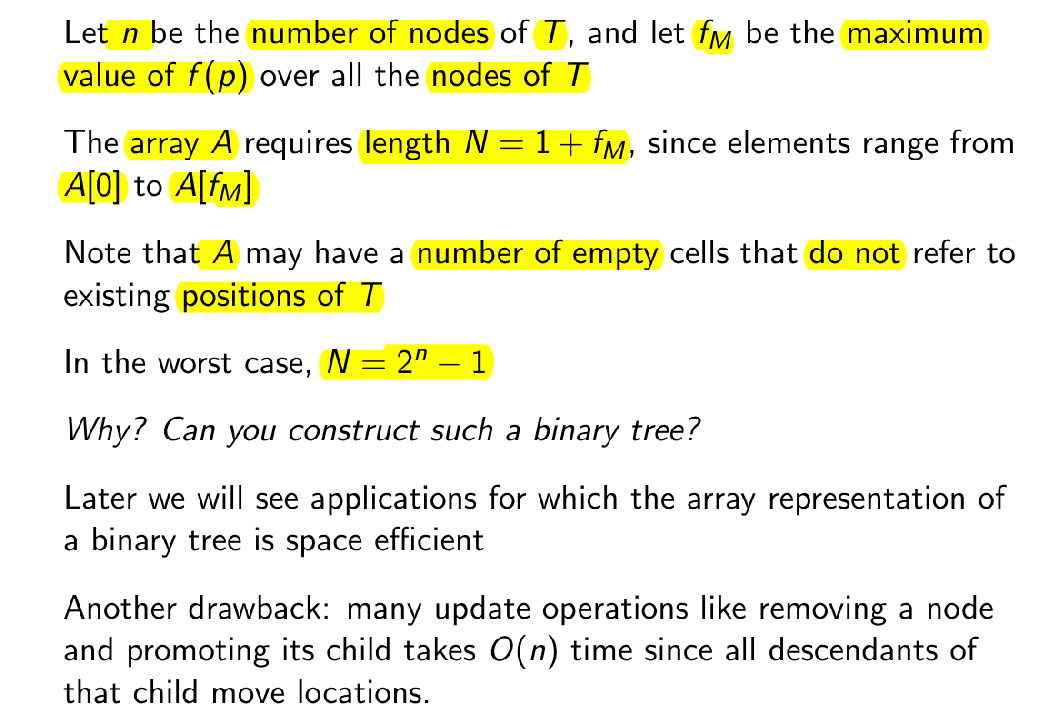 Let n be the number of nodes of T, and let f_M be the maximum
value of f(p) over all the nodes of T
The array A requires length N = 1 + f_M, since elements range from
A[0] to A[f_M]
Note that A may have a number of empty cells that do not refer to
existing positions of T
In the worst case, N = 2^n − 1
Why? Can you construct such a binary tree?
Later we will see applications for which the array representation of
a binary tree is space efficient
Another drawback: many update operations like removing a node
and promoting its child takes O(n) time since all descendants of
that child move locations.